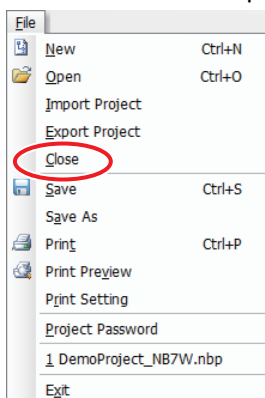 File
New Ctrl+N
Open Ctrl+O
Import Project
Export Project
Close
Save Ctrl+S
Save As
Print Ctrl+P
Print Preview
Print Setting
Project Password
1 DemoProject_NB7W.nbp
Exit